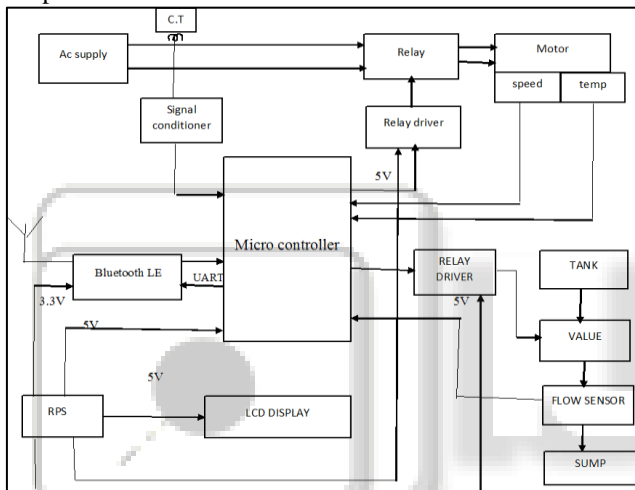 C.T
Ac supply
Relay
Motor
speed
temp
Signal
conditioner
Relay driver
5V
Micro controller
Bluetooth LE
UART
RELAY
DRIVER
TANK
3.3V
5V
5V
VALUE
5V
RPS
LCD DISPLAY
FLOW SENSOR
SUMP